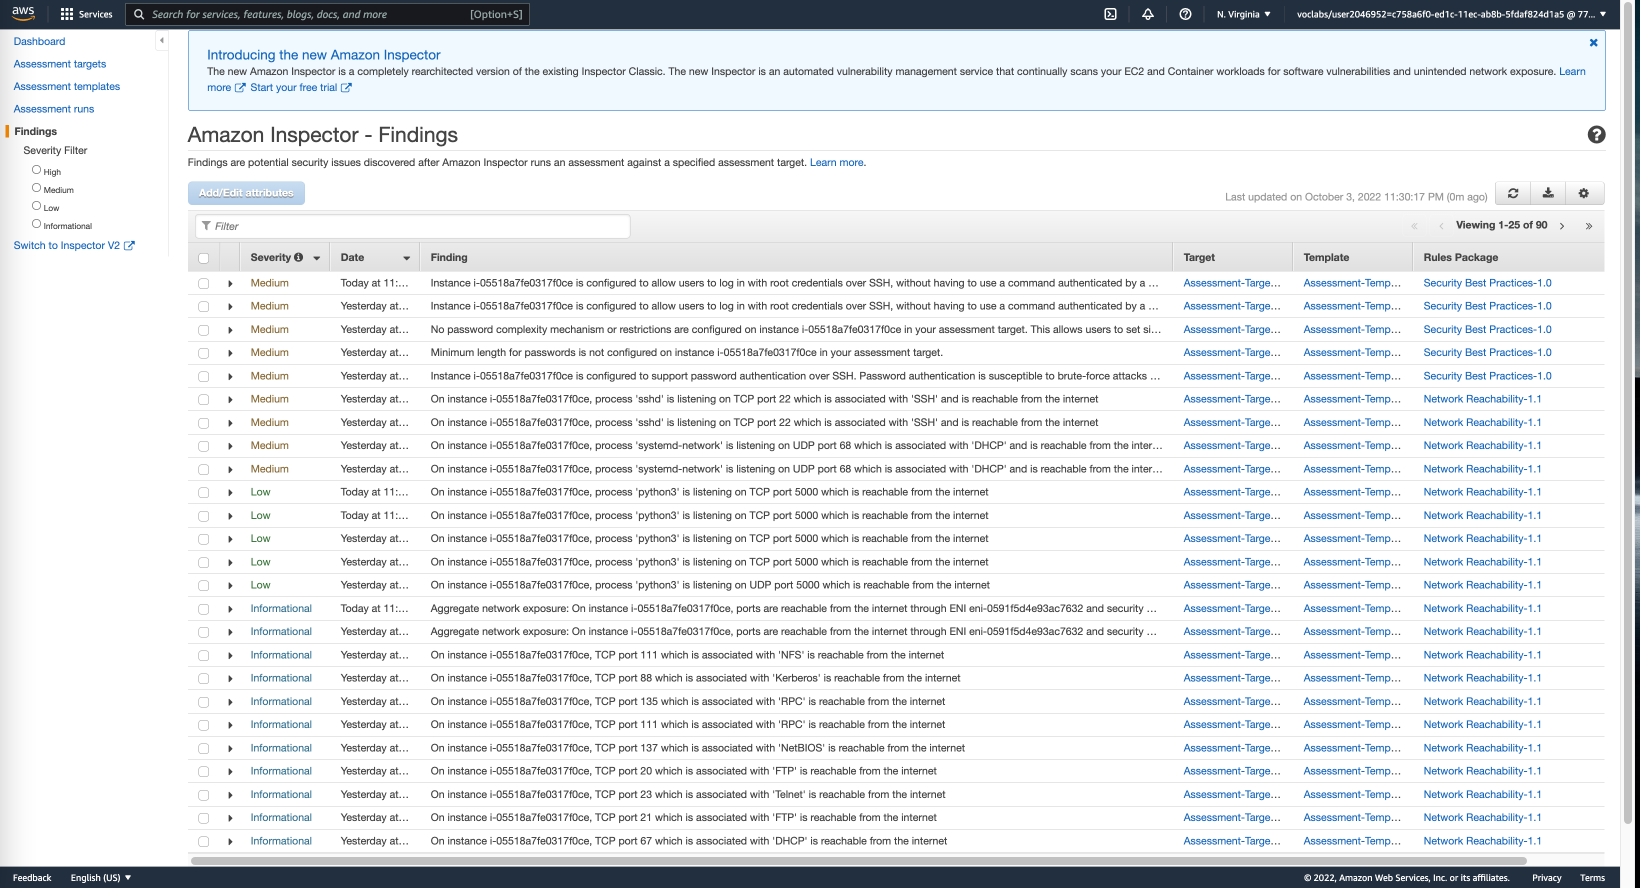 aws Services Search for services, features, blogs, docs, and more [Option+S] N. Virginia voclabs/user2046952=c758a6f0-ed1c-11ec-ab8b-5fdaf824d1a5 @ 77...
Dashboard
Assessment targets
Assessment templates
Assessment runs
Findings
Severity Filter
High
Medium
Low
Informational
Switch to Inspector V2
Introducing the new Amazon Inspector
The new Amazon Inspector is a completely rearchitected version of the existing Inspector Classic. The new Inspector is an automated vulnerability management service that continually scans your EC2 and Container workloads for software vulnerabilities and unintended network exposure. Learn
more Start your free trial
Amazon Inspector - Findings
Findings are potential security issues discovered after Amazon Inspector runs an assessment against a specified assessment target. Learn more.
Add/Edit attributes
Last updated on October 3, 2022 11:30:17 PM (0m ago)
Filter
« ‹ Viewing 1-25 of 90 › »
Severity Date Finding Target Template Rules Package
Medium Today at 11:... Instance i-05518a7fe0317f0ce is configured to allow users to log in with root credentials over SSH, without having to use a command authenticated by a ... Assessment-Targe... Assessment-Temp... Security Best Practices-1.0
Medium Yesterday at... Instance i-05518a7fe0317f0ce is configured to allow users to log in with root credentials over SSH, without having to use a command authenticated by a ... Assessment-Targe... Assessment-Temp... Security Best Practices-1.0
Medium Yesterday at... No password complexity mechanism or restrictions are configured on instance i-05518a7fe0317f0ce in your assessment target. This allows users to set si... Assessment-Targe... Assessment-Temp... Security Best Practices-1.0
Medium Yesterday at... Minimum length for passwords is not configured on instance i-05518a7fe0317f0ce in your assessment target. Assessment-Targe... Assessment-Temp... Security Best Practices-1.0
Medium Yesterday at... Instance i-05518a7fe0317f0ce is configured to support password authentication over SSH. Password authentication is susceptible to brute-force attacks ... Assessment-Targe... Assessment-Temp... Security Best Practices-1.0
Medium Yesterday at... On instance i-05518a7fe0317f0ce, process 'sshd' is listening on TCP port 22 which is associated with 'SSH' and is reachable from the internet Assessment-Targe... Assessment-Temp... Network Reachability-1.1
Medium Yesterday at... On instance i-05518a7fe0317f0ce, process 'sshd' is listening on TCP port 22 which is associated with 'SSH' and is reachable from the internet Assessment-Targe... Assessment-Temp... Network Reachability-1.1
Medium Yesterday at... On instance i-05518a7fe0317f0ce, process 'systemd-network' is listening on UDP port 68 which is associated with 'DHCP' and is reachable from the inter... Assessment-Targe... Assessment-Temp... Network Reachability-1.1
Medium Yesterday at... On instance i-05518a7fe0317f0ce, process 'systemd-network' is listening on UDP port 68 which is associated with 'DHCP' and is reachable from the inter... Assessment-Targe... Assessment-Temp... Network Reachability-1.1
Low Today at 11:... On instance i-05518a7fe0317f0ce, process 'python3' is listening on TCP port 5000 which is reachable from the internet Assessment-Targe... Assessment-Temp... Network Reachability-1.1
Low Today at 11:... On instance i-05518a7fe0317f0ce, process 'python3' is listening on TCP port 5000 which is reachable from the internet Assessment-Targe... Assessment-Temp... Network Reachability-1.1
Low Yesterday at... On instance i-05518a7fe0317f0ce, process 'python3' is listening on TCP port 5000 which is reachable from the internet Assessment-Targe... Assessment-Temp... Network Reachability-1.1
Low Yesterday at... On instance i-05518a7fe0317f0ce, process 'python3' is listening on TCP port 5000 which is reachable from the internet Assessment-Targe... Assessment-Temp... Network Reachability-1.1
Low Yesterday at... On instance i-05518a7fe0317f0ce, process 'python3' is listening on UDP port 5000 which is reachable from the internet Assessment-Targe... Assessment-Temp... Network Reachability-1.1
Informational Today at 11:... Aggregate network exposure: On instance i-05518a7fe0317f0ce, ports are reachable from the internet through ENI eni-0591f5d4e93ac7632 and security ... Assessment-Targe... Assessment-Temp... Network Reachability-1.1
Informational Yesterday at... Aggregate network exposure: On instance i-05518a7fe0317f0ce, ports are reachable from the internet through ENI eni-0591f5d4e93ac7632 and security ... Assessment-Targe... Assessment-Temp... Network Reachability-1.1
Informational Yesterday at... On instance i-05518a7fe0317f0ce, TCP port 111 which is associated with 'NFS' is reachable from the internet Assessment-Targe... Assessment-Temp... Network Reachability-1.1
Informational Yesterday at... On instance i-05518a7fe0317f0ce, TCP port 88 which is associated with 'Kerberos' is reachable from the internet Assessment-Targe... Assessment-Temp... Network Reachability-1.1
Informational Yesterday at... On instance i-05518a7fe0317f0ce, TCP port 135 which is associated with 'RPC' is reachable from the internet Assessment-Targe... Assessment-Temp... Network Reachability-1.1
Informational Yesterday at... On instance i-05518a7fe0317f0ce, TCP port 111 which is associated with 'RPC' is reachable from the internet Assessment-Targe... Assessment-Temp... Network Reachability-1.1
Informational Yesterday at... On instance i-05518a7fe0317f0ce, TCP port 137 which is associated with 'NetBIOS' is reachable from the internet Assessment-Targe... Assessment-Temp... Network Reachability-1.1
Informational Yesterday at... On instance i-05518a7fe0317f0ce, TCP port 20 which is associated with 'FTP' is reachable from the internet Assessment-Targe... Assessment-Temp... Network Reachability-1.1
Informational Yesterday at... On instance i-05518a7fe0317f0ce, TCP port 23 which is associated with 'Telnet' is reachable from the internet Assessment-Targe... Assessment-Temp... Network Reachability-1.1
Informational Yesterday at... On instance i-05518a7fe0317f0ce, TCP port 21 which is associated with 'FTP' is reachable from the internet Assessment-Targe... Assessment-Temp... Network Reachability-1.1
Informational Yesterday at... On instance i-05518a7fe0317f0ce, TCP port 67 which is associated with 'DHCP' is reachable from the internet Assessment-Targe... Assessment-Temp... Network Reachability-1.1
Feedback English (US) © 2022, Amazon Web Services, Inc. or its affiliates. Privacy Terms